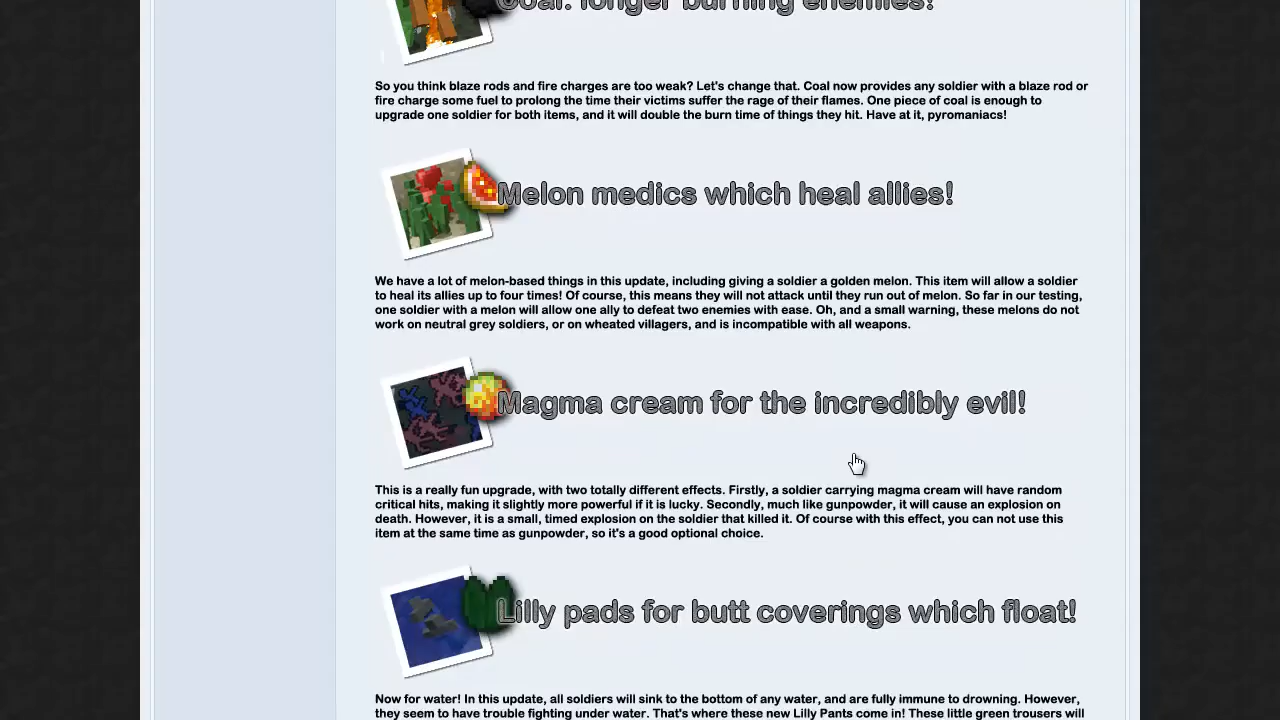 Coal: longer burning enemies!
So you think blaze rods and fire charges are too weak? Let's change that. Coal now provides any soldier with a blaze rod or
fire charge some fuel to prolong the time their victims suffer the rage of their flames. One piece of coal is enough to
upgrade one soldier for both items, and it will double the burn time of things they hit. Have at it, pyromaniacs!
Melon medics which heal allies!
We have a lot of melon-based things in this update, including giving a soldier a golden melon. This item will allow a soldier
to heal its allies up to four times! Of course, this means they will not attack until they run out of melon. So far in our testing,
one soldier with a melon will allow one ally to defeat two enemies with ease. Oh, and a small warning, these melons do not
work on neutral grey soldiers, or on wheated villagers, and is incompatible with all weapons.
Magma cream for the incredibly evil!
This is a really fun upgrade, with two totally different effects. Firstly, a soldier carrying magma cream will have random
critical hits, making it slightly more powerful if it is lucky. Secondly, much like gunpowder, it will cause an explosion on
death. However, it is a small, timed explosion on the soldier that killed it. Of course with this effect, you can not use this
item at the same time as gunpowder, so it's a good optional choice.
Lilly pads for butt coverings which float!
Now for water! In this update, all soldiers will sink to the bottom of any water, and are fully immune to drowning. However,
they seem to have trouble fighting under water. That's where these new Lilly Pants come in! These little green trousers will